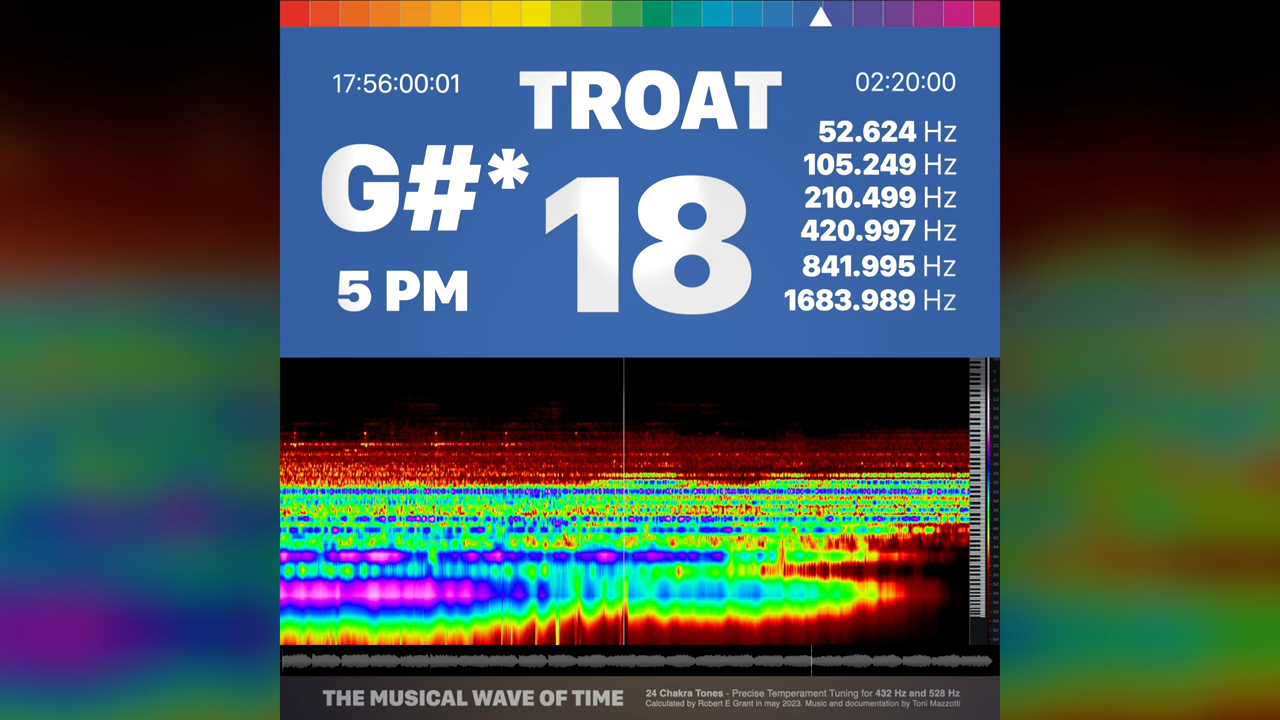 17:56:00:01
TROAT
02:20:00
G#*
18
5 PM
52.624 Hz
105.249 Hz
210.499 Hz
420.997 Hz
841.995 Hz
1683.989 Hz
THE MUSICAL WAVE OF TIME
24 Chakra Tones - Precise Temperament Tuning for 432 Hz and 528 Hz
Calculated by Robert E Grant in may 2023. Music and documentation by Toni Mazzotti